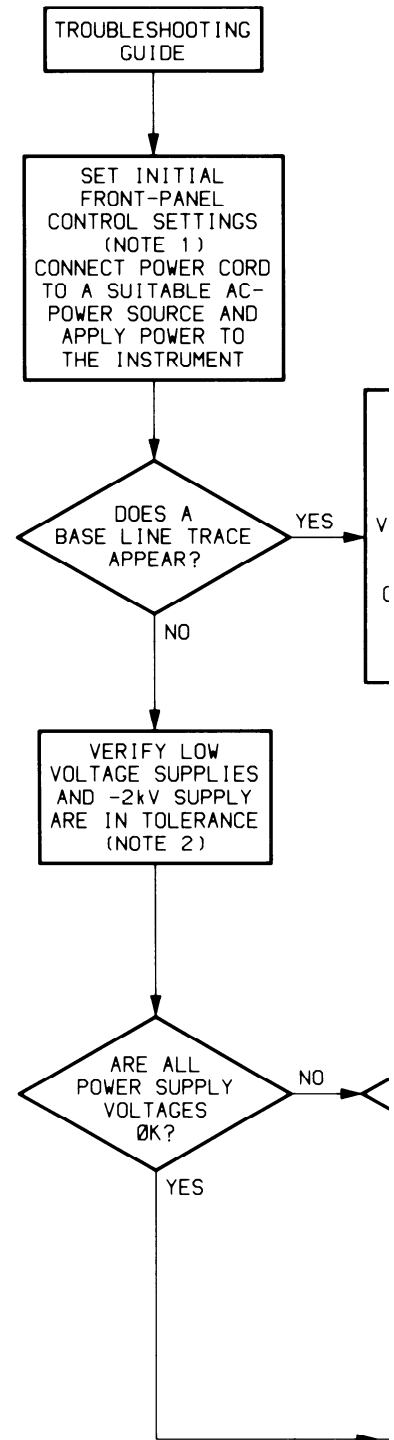 TROUBLESHOOTING
GUIDE
SET INITIAL
FRONT-PANEL
CONTROL SETTINGS
(NOTE 1)
CONNECT POWER CORD
TO A SUITABLE AC-
POWER SOURCE AND
APPLY POWER TO
THE INSTRUMENT
DOES A
BASE LINE TRACE
APPEAR?
YES
V
NO
VERIFY LOW
VOLTAGE SUPPLIES
AND -2kV SUPPLY
ARE IN TOLERANCE
(NOTE 2)
ARE ALL
POWER SUPPLY
VOLTAGES
ØK?
NO
YES